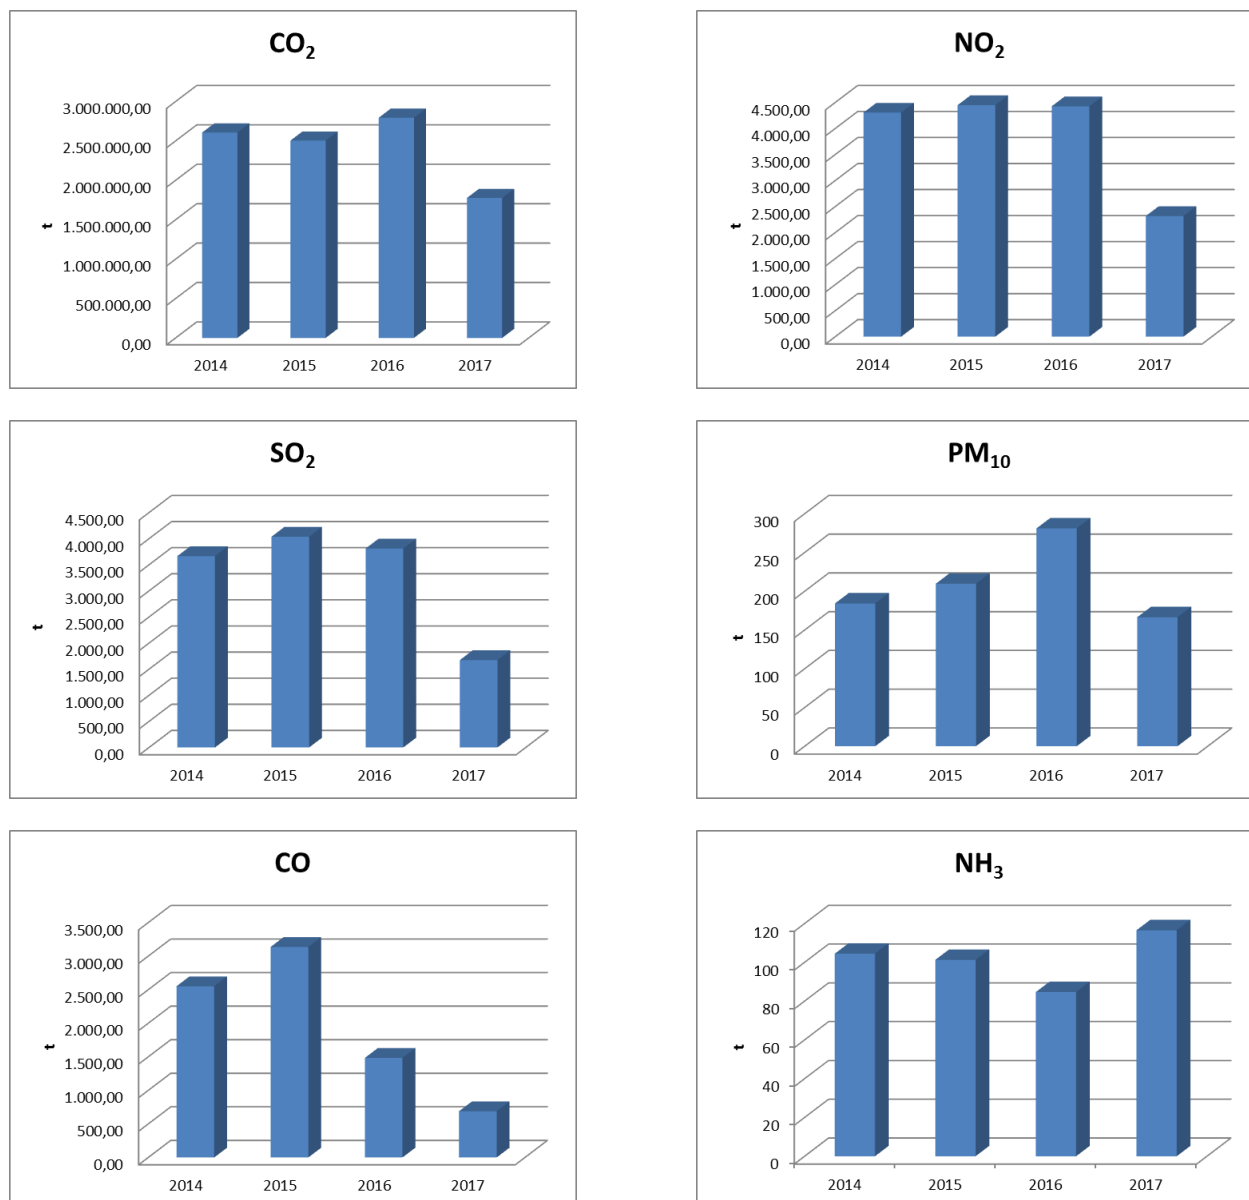 CO₂
3.000.000,00
2.500.000,00
2.000.000,00
1.500.000,00
1.000.000,00
500.000,00
0,00
t
2014 2015 2016 2017
NO₂
4.500,00
4.000,00
3.500,00
3.000,00
2.500,00
2.000,00
1.500,00
1.000,00
500,00
0,00
t
2014 2015 2016 2017
SO₂
4.500,00
4.000,00
3.500,00
3.000,00
2.500,00
2.000,00
1.500,00
1.000,00
500,00
0,00
t
2014 2015 2016 2017
PM₁₀
300
250
200
150
100
50
0
t
2014 2015 2016 2017
CO
3.500,00
3.000,00
2.500,00
2.000,00
1.500,00
1.000,00
500,00
0,00
t
2014 2015 2016 2017
NH₃
120
100
80
60
40
20
0
t
2014 2015 2016 2017